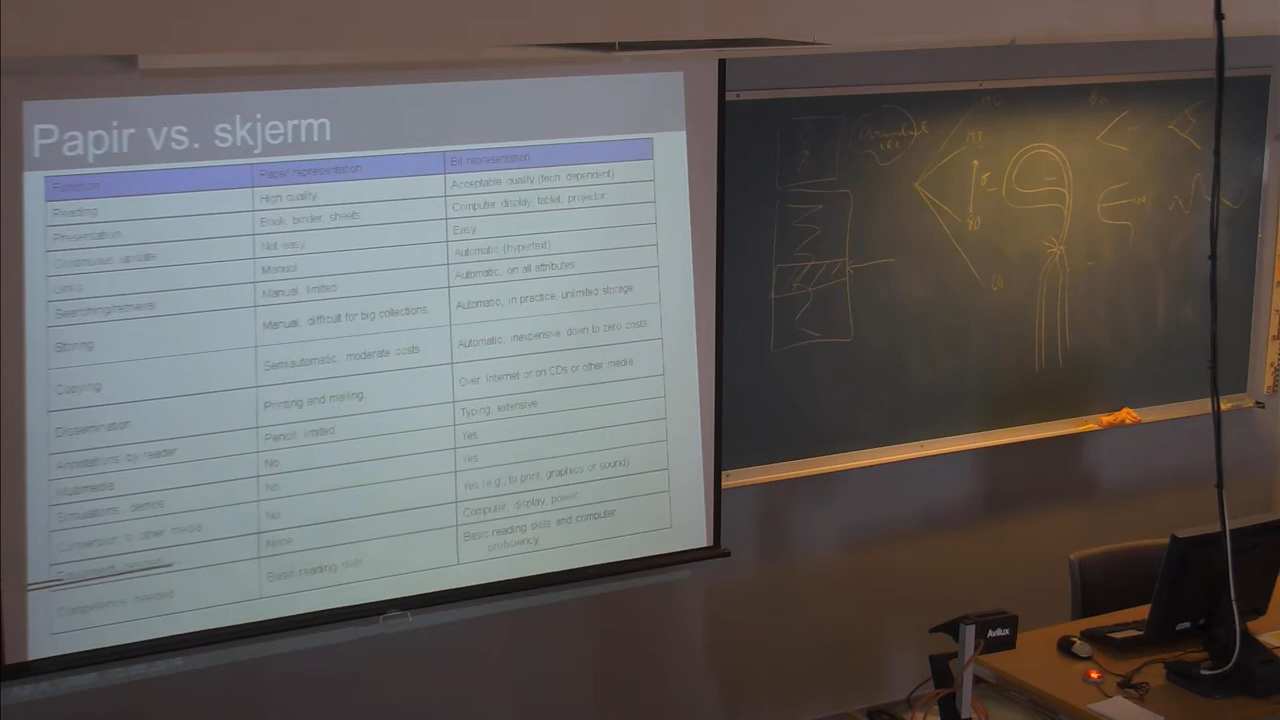 Papir vs. skjerm
Function Paper representation Bit representation
Reading High quality Acceptable quality (tech. dependent)
Presentation Book, binder, sheets Computer display, tablet, projector
Continuous update Not easy Easy
Links Manual Automatic (hypertext)
Searching/retrieval Manual, limited Automatic, on all attributes
Storing Manual, difficult for big collections Automatic, in practice, unlimited storage
Copying Semiautomatic, moderate costs Automatic, inexpensive down to zero costs
Dissemination Printing and mailing Over Internet or on CDs or other media
Annotations by reader Pencil, limited Typing, extensive
Multimedia No Yes
Simulations, demos No Yes
Conversion to other media No Yes (e.g., to print, graphics or sound)
Equipment needed None Computer, display, power
Competence needed Basic reading skills Basic reading skills and computer
proficiency
Avilux